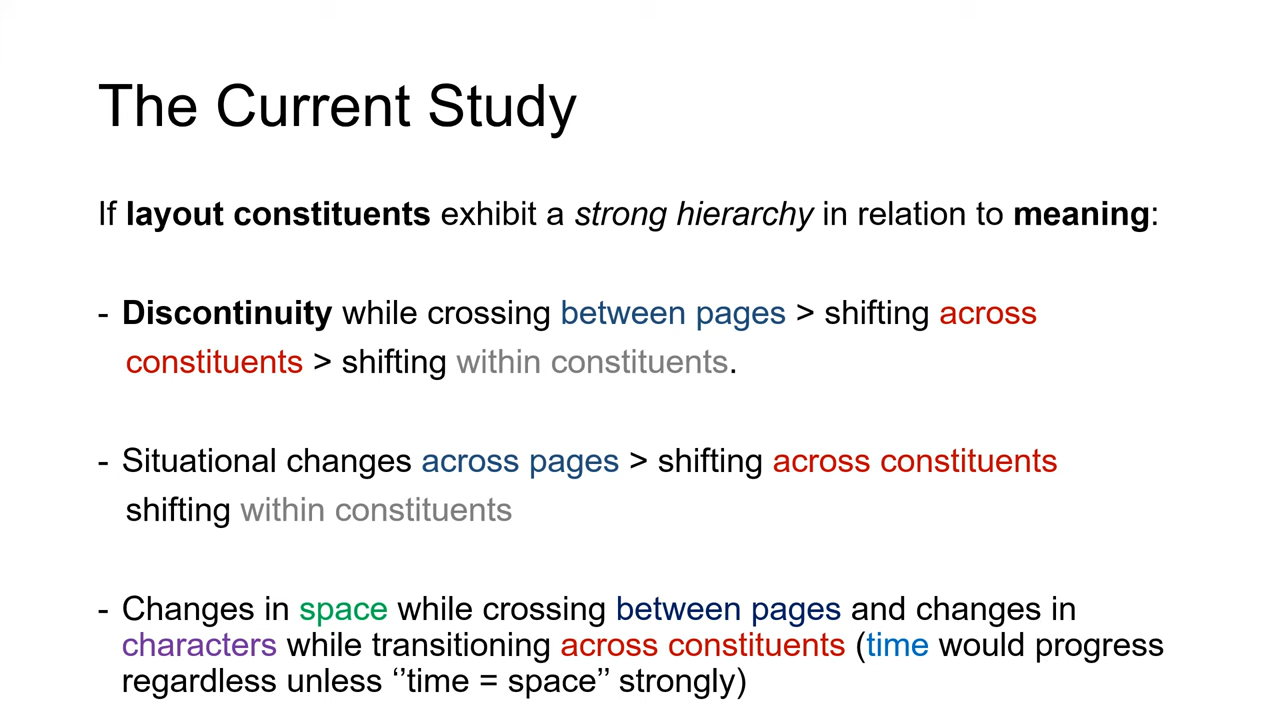 The Current Study
If layout constituents exhibit a strong hierarchy in relation to meaning:
- Discontinuity while crossing between pages > shifting across
constituents > shifting within constituents.
- Situational changes across pages > shifting across constituents
shifting within constituents
- Changes in space while crossing between pages and changes in
characters while transitioning across constituents (time would progress
regardless unless ‘’time = space’’ strongly)